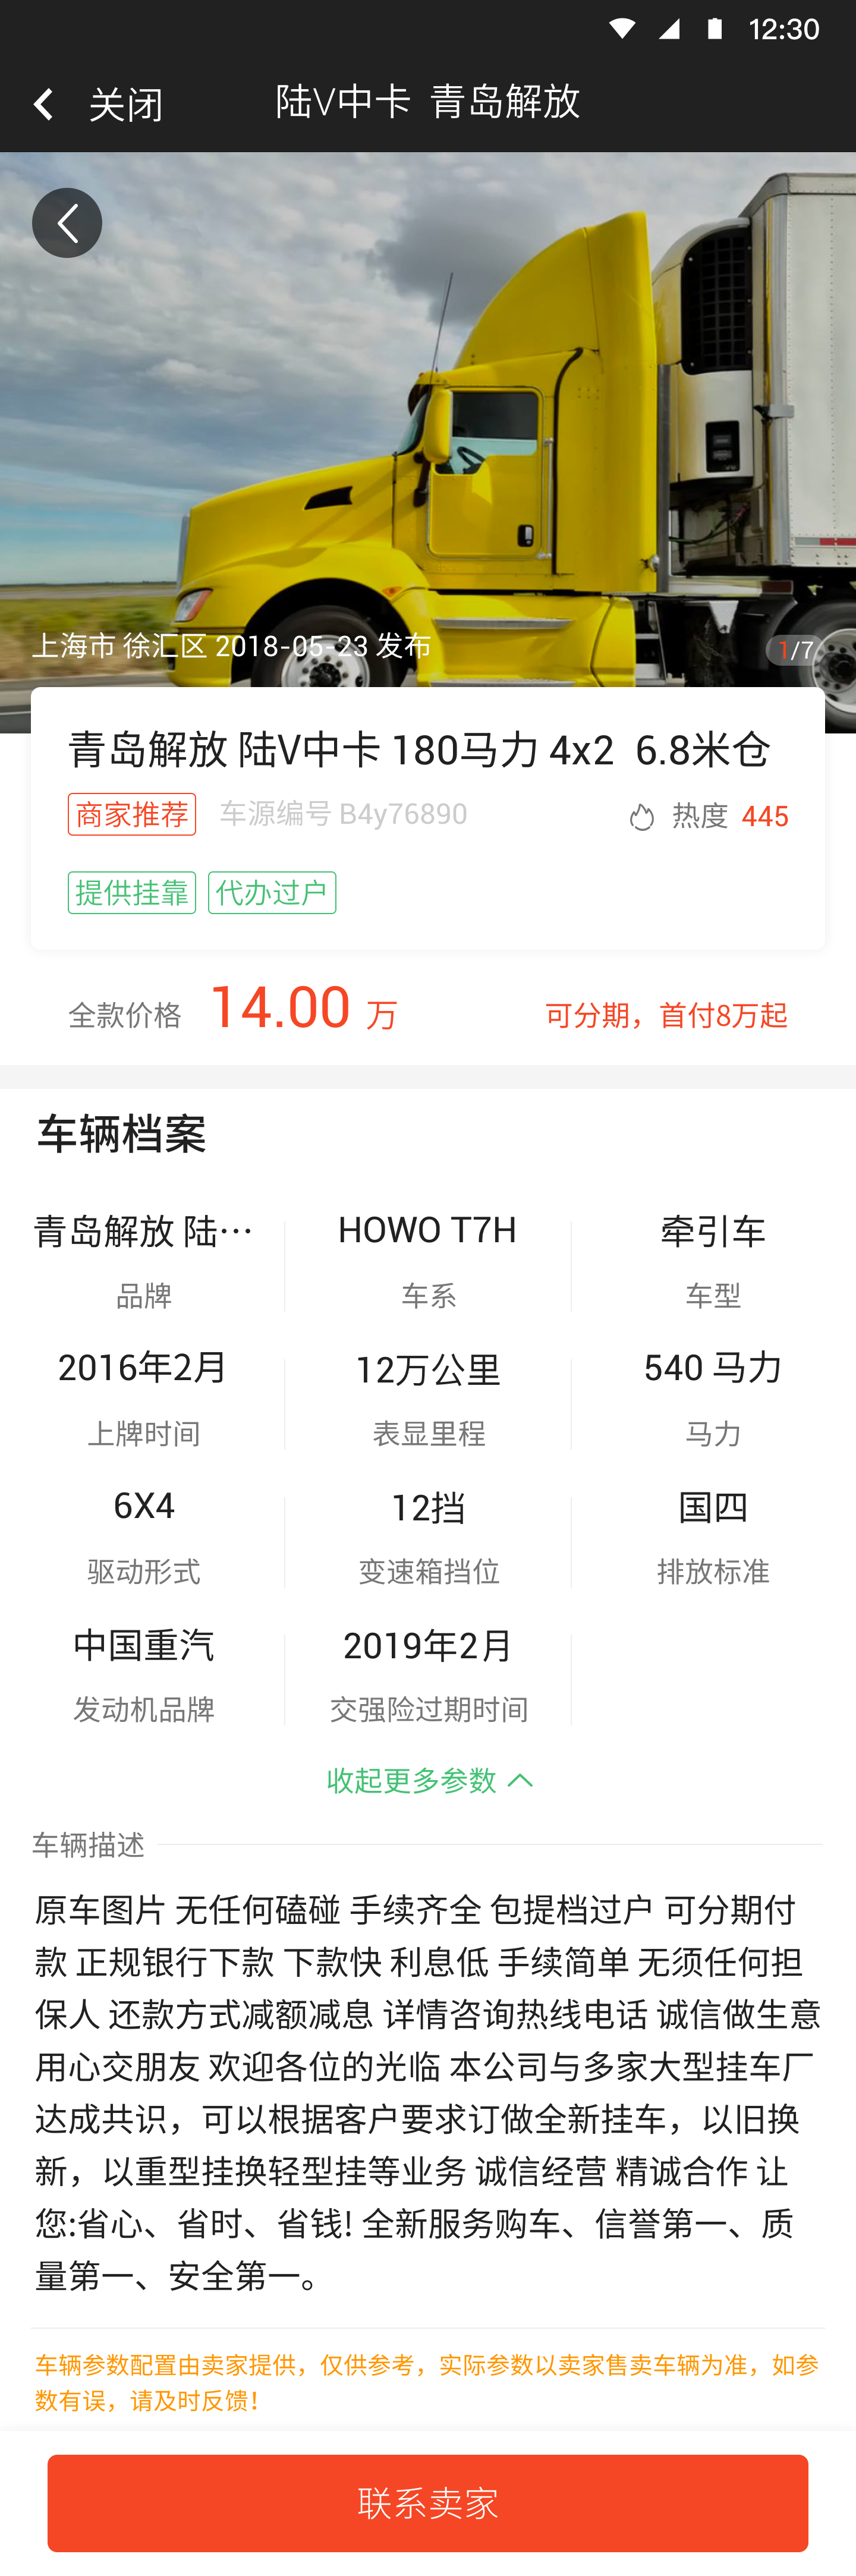 12:30
关闭
陆V中卡 青岛解放
上海市 徐汇区 2018-05-23 发布
1/7
青岛解放 陆V中卡 180马力 4x2 6.8米仓
商家推荐 车源编号 B4y76890 热度 445
提供挂靠 代办过户
全款价格 14.00 万 可分期，首付8万起
车辆档案
青岛解放 陆… HOWO T7H 牵引车
品牌 车系 车型
2016年2月 12万公里 540 马力
上牌时间 表显里程 马力
6X4 12挡 国四
驱动形式 变速箱挡位 排放标准
中国重汽 2019年2月
发动机品牌 交强险过期时间
收起更多参数
车辆描述
原车图片 无任何磕碰 手续齐全 包提档过户 可分期付
款 正规银行下款 下款快 利息低 手续简单 无须任何担
保人 还款方式减额减息 详情咨询热线电话 诚信做生意
用心交朋友 欢迎各位的光临 本公司与多家大型挂车厂
达成共识，可以根据客户要求订做全新挂车，以旧换
新，以重型挂换轻型挂等业务 诚信经营 精诚合作 让
您:省心、省时、省钱! 全新服务购车、信誉第一、质
量第一、安全第一。
车辆参数配置由卖家提供，仅供参考，实际参数以卖家售卖车辆为准，如参
数有误，请及时反馈！
联系卖家